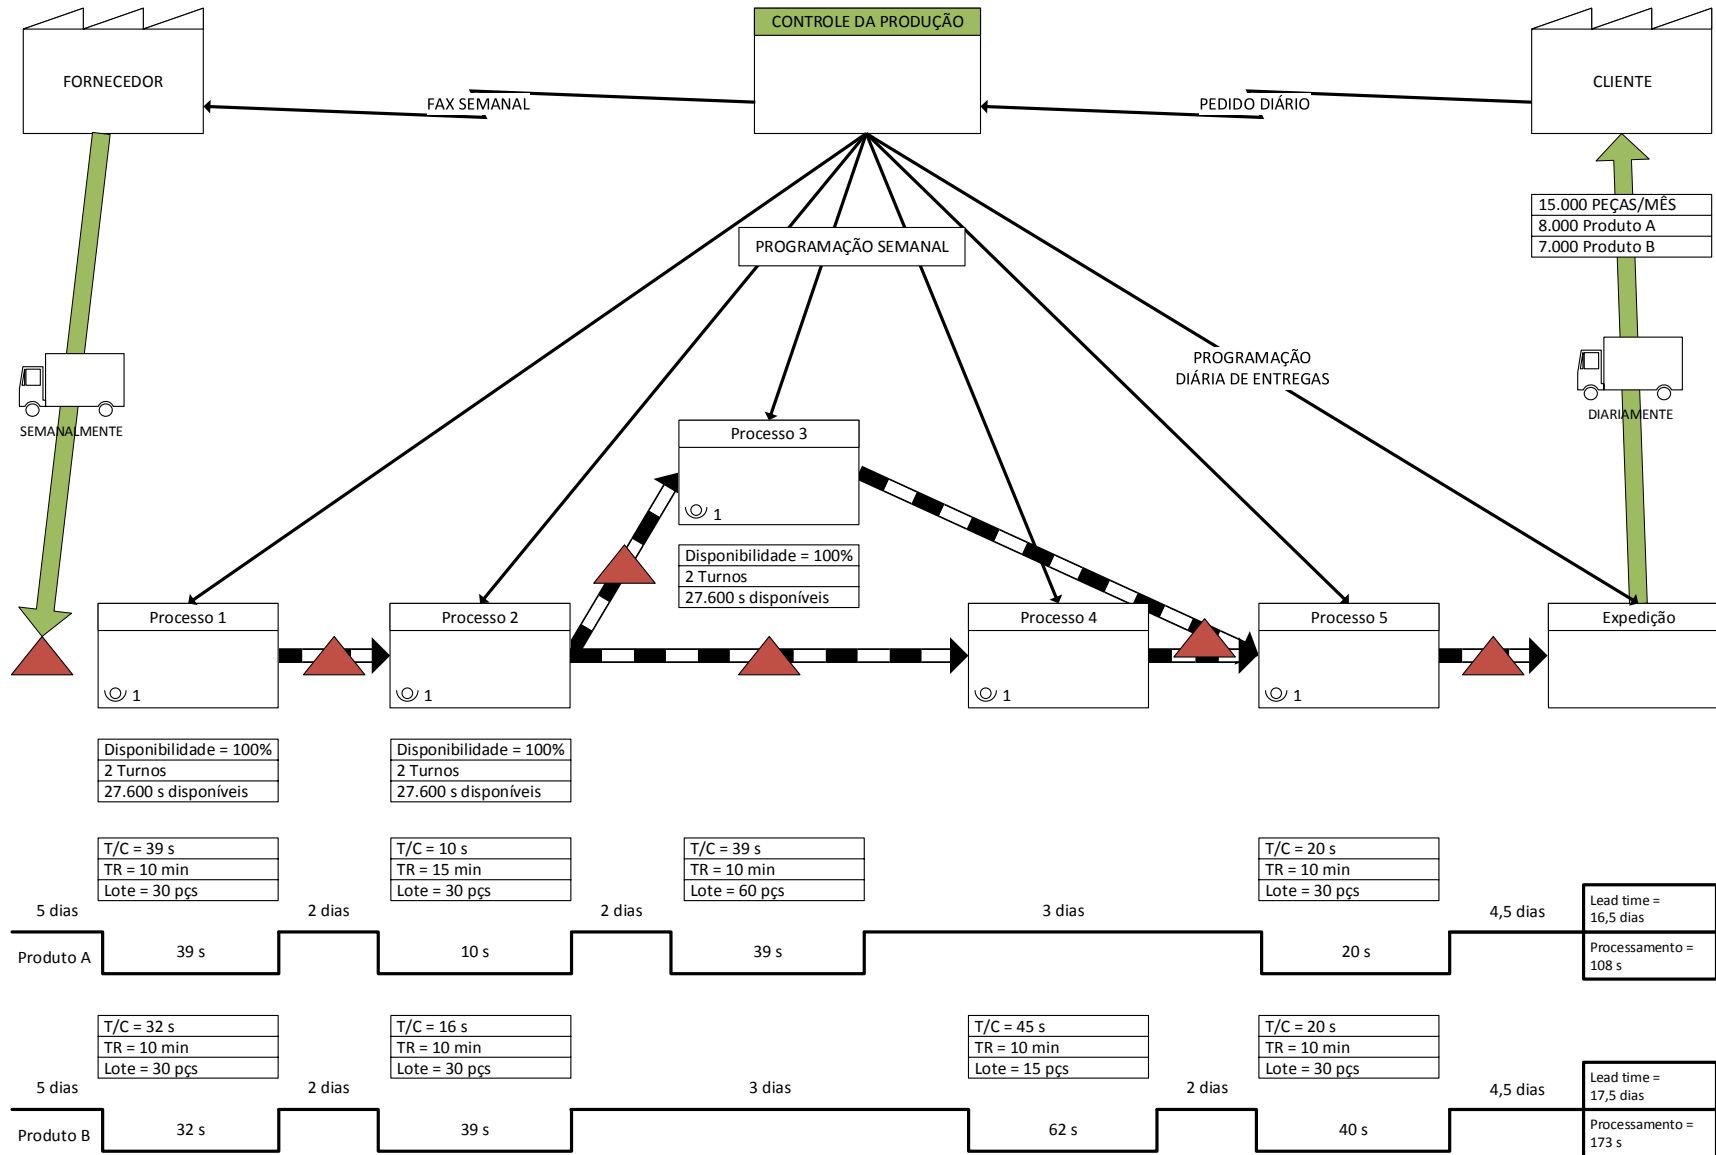 CONTROLE DA PRODUÇÃO
FORNECEDOR
CLIENTE
FAX SEMANAL
PEDIDO DIÁRIO
15.000 PEÇAS/MÊS
8.000 Produto A
7.000 Produto B
PROGRAMAÇÃO SEMANAL
PROGRAMAÇÃO
DIÁRIA DE ENTREGAS
SEMANALMENTE
DIARIAMENTE
Processo 3
1
Disponibilidade = 100%
2 Turnos
27.600 s disponíveis
Processo 1
1
Processo 2
1
Processo 4
1
Processo 5
1
Expedição
Disponibilidade = 100%
2 Turnos
27.600 s disponíveis
Disponibilidade = 100%
2 Turnos
27.600 s disponíveis
T/C = 39 s
TR = 10 min
Lote = 30 pçs
T/C = 10 s
TR = 15 min
Lote = 30 pçs
T/C = 39 s
TR = 10 min
Lote = 60 pçs
T/C = 20 s
TR = 10 min
Lote = 30 pçs
5 dias
2 dias
2 dias
3 dias
4,5 dias
Lead time =
16,5 dias
Produto A
39 s
10 s
39 s
20 s
Processamento =
108 s
T/C = 32 s
TR = 10 min
Lote = 30 pçs
T/C = 16 s
TR = 10 min
Lote = 30 pçs
T/C = 45 s
TR = 10 min
Lote = 15 pçs
T/C = 20 s
TR = 10 min
Lote = 30 pçs
5 dias
2 dias
3 dias
2 dias
4,5 dias
Lead time =
17,5 dias
Produto B
32 s
39 s
62 s
40 s
Processamento =
173 s